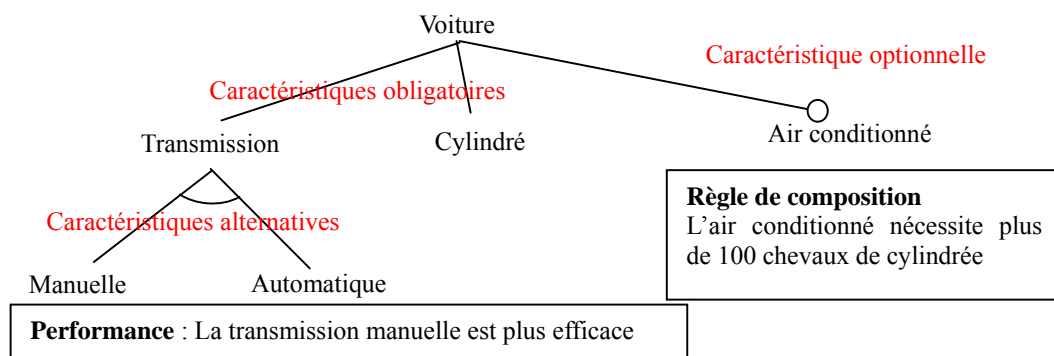 Voiture
Caractéristique optionnelle
Caractéristiques obligatoires
Transmission
Cylindré
Air conditionné
Règle de composition
L'air conditionné nécessite plus
de 100 chevaux de cylindrée
Caractéristiques alternatives
Manuelle
Automatique
Performance : La transmission manuelle est plus efficace